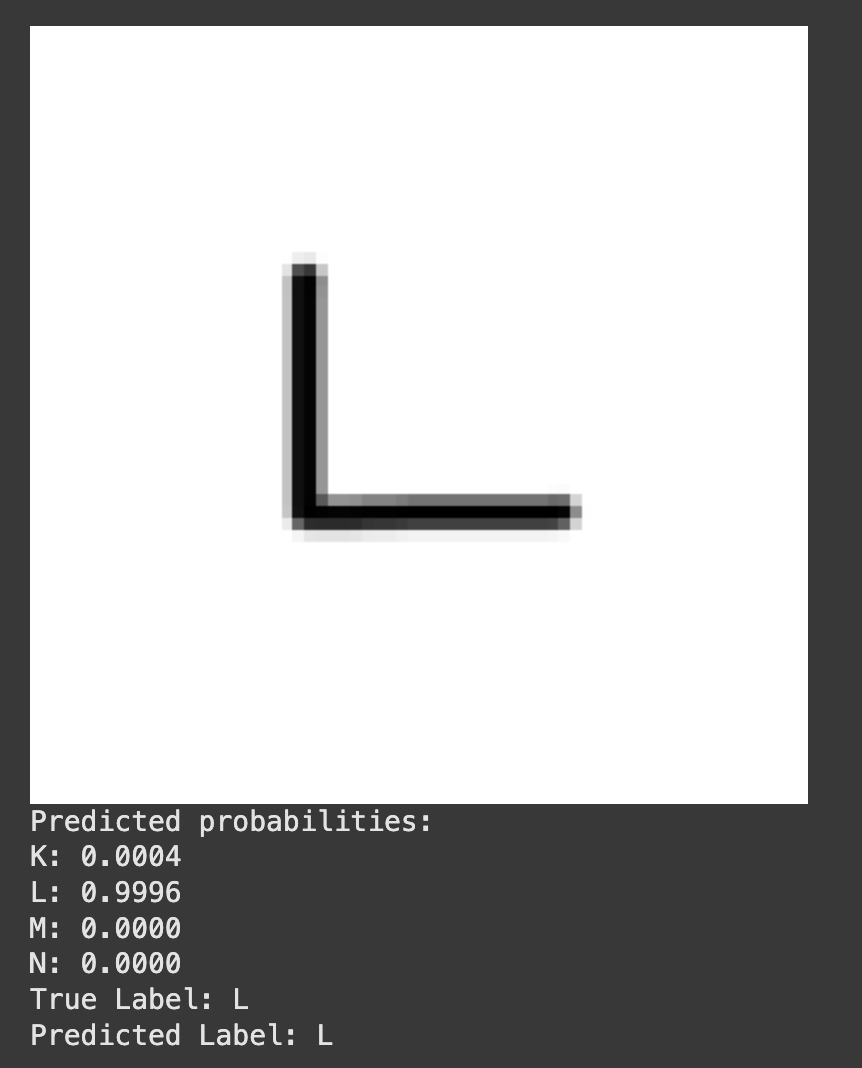 L
Predicted probabilities:
K: 0.0004
L: 0.9996
M: 0.0000
N: 0.0000
True Label: L
Predicted Label: L